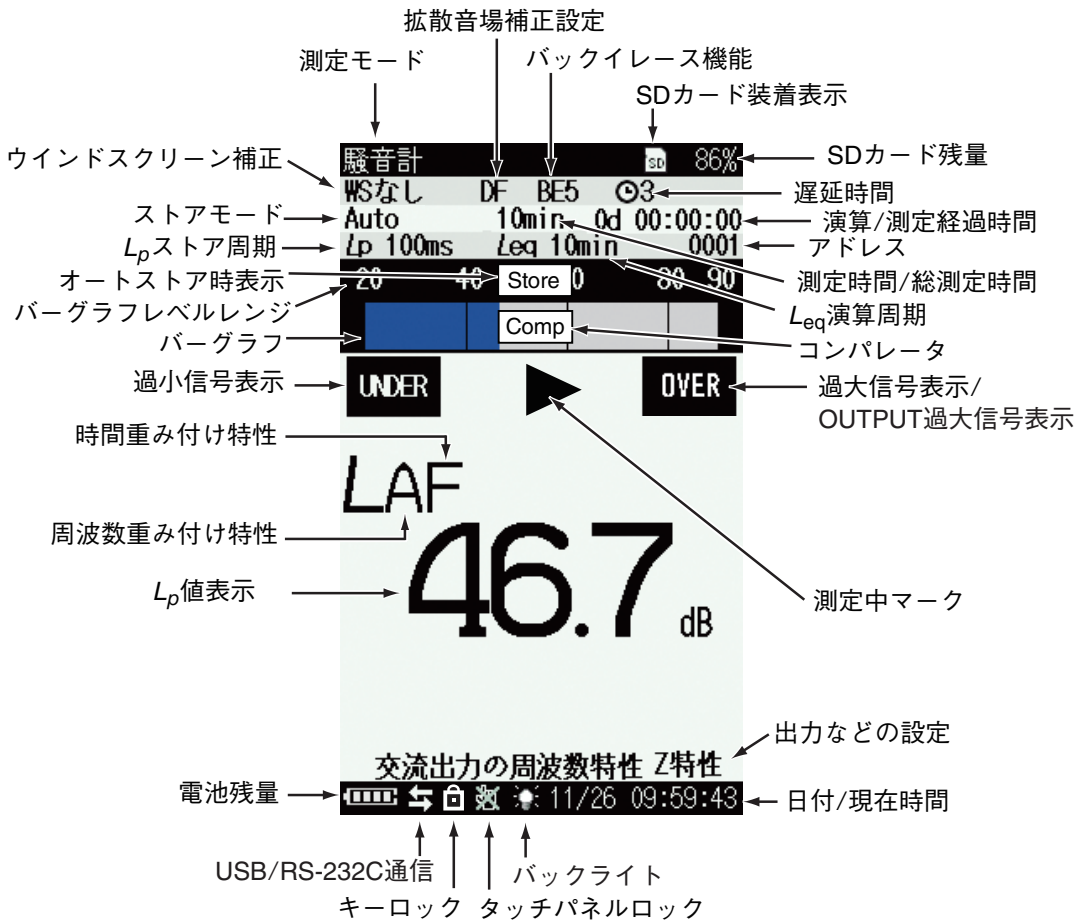 拡散音場補正設定
測定モード
バックイレース機能
SDカード装着表示
騒音計
SD
86%
SDカード残量
ウインドスクリーン補正
WSなし DF BE5 3
遅延時間
ストアモード
Auto 10min 0d 00:00:00
演算/測定経過時間
Lpストア周期
Lp 100ms Leq 10min 0001
アドレス
オートストア時表示
20 40 Store 0 80 90
測定時間/総測定時間
バーグラフレベルレンジ
Leq演算周期
バーグラフ
Comp
コンパレータ
過小信号表示
UNDER
OVER
過大信号表示/
OUTPUT過大信号表示
時間重み付け特性
LAF
周波数重み付け特性
Lp値表示
46.7 dB
測定中マーク
出力などの設定
交流出力の周波数特性 Z特性
電池残量
11/26 09:59:43
日付/現在時間
USB/RS-232C通信
バックライト
キーロック
タッチパネルロック